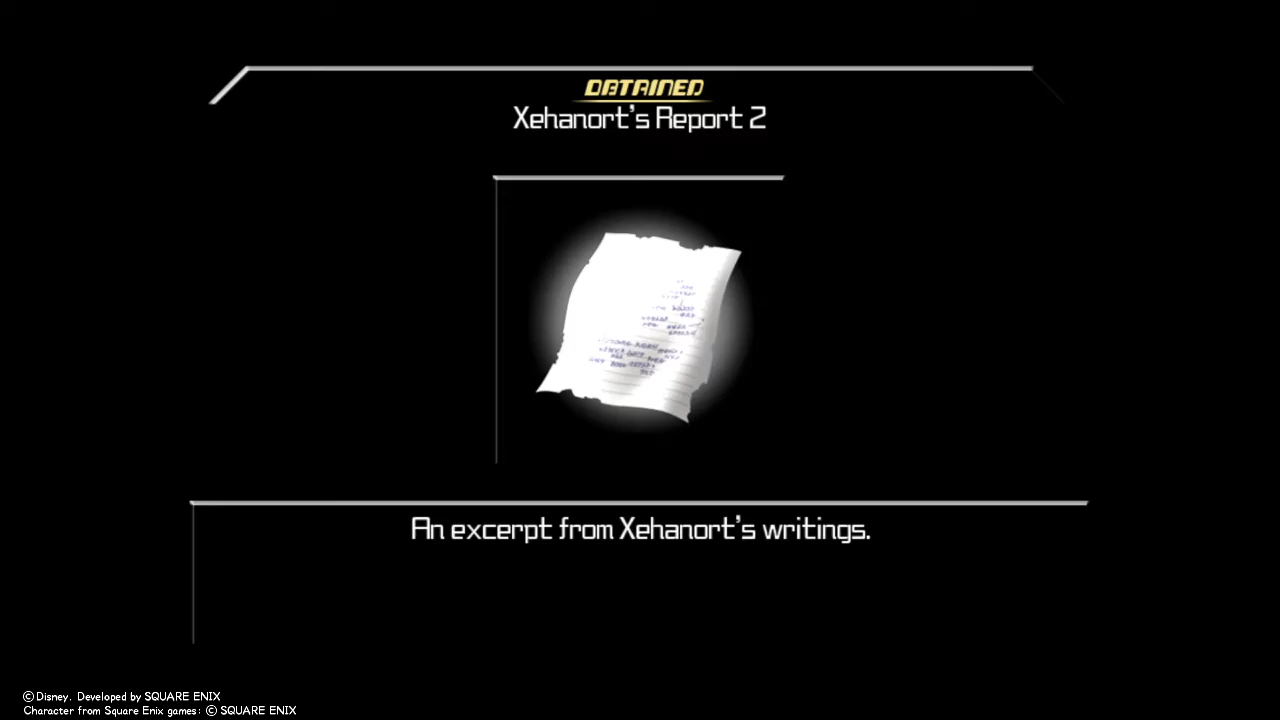 OBTAINED
Xehanort's Report 2
An excerpt from Xehanort's writings.
©Disney. Developed by SQUARE ENIX
Character from Square Enix games: © SQUARE ENIX